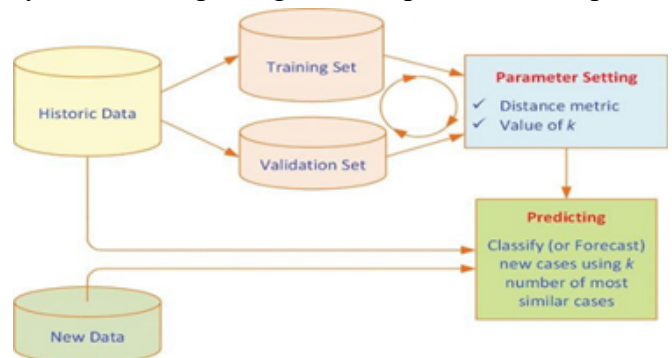 Historic Data
Training Set
Validation Set
Parameter Setting
✓ Distance metric
✓ Value of k
Predicting
Classify (or Forecast)
new cases using k
number of most
similar cases
New Data